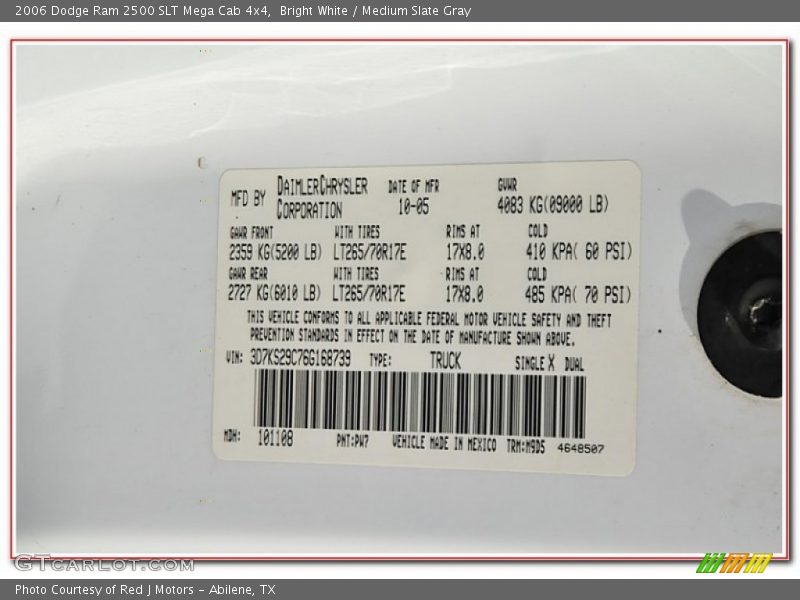 2006 Dodge Ram 2500 SLT Mega Cab 4x4,  Bright White / Medium Slate Gray
MFD BY DAIMLERCHRYSLER CORPORATION DATE OF MFR 10-05 GVWR 4083 KG(09000 LB)
GAWR FRONT WITH TIRES RIMS AT COLD
2359 KG(5200 LB) LT265/70R17E 17X8.0 410 KPA( 60 PSI)
GAWR REAR WITH TIRES RIMS AT COLD
2727 KG(6010 LB) LT265/70R17E 17X8.0 485 KPA( 70 PSI)
THIS VEHICLE CONFORMS TO ALL APPLICABLE FEDERAL MOTOR VEHICLE SAFETY AND THEFT
PREVENTION STANDARDS IN EFFECT ON THE DATE OF MANUFACTURE SHOWN ABOVE.
VIN: 3D7KS29C76G168739 TYPE: TRUCK SINGLE X DUAL
MDH: 101108 PNT:PW7 VEHICLE MADE IN MEXICO TRM:M9D5 4648507
GTCARLOT.COM
Photo Courtesy of Red J Motors – Abilene, TX